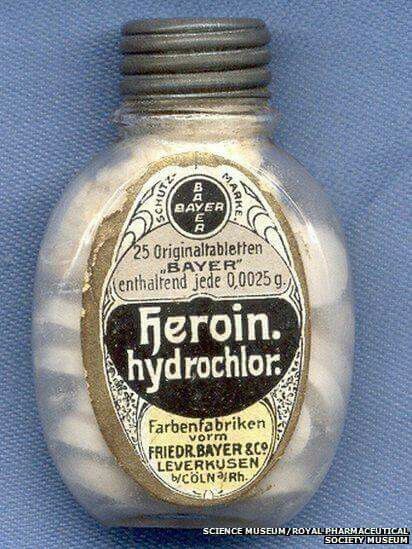 SCHUTZ-
MARKE.
BAYER
BAYER
25 Originaltabletten
„BAYER“
enthaltend jede 0,0025 g.
Heroin.
hydrochlor.
Farbenfabriken
vorm
FRIEDR. BAYER & Co
LEVERKUSEN
b/CÖLN a/Rh.
SCIENCE MUSEUM/ROYAL PHARMACEUTICAL
SOCIETY MUSEUM